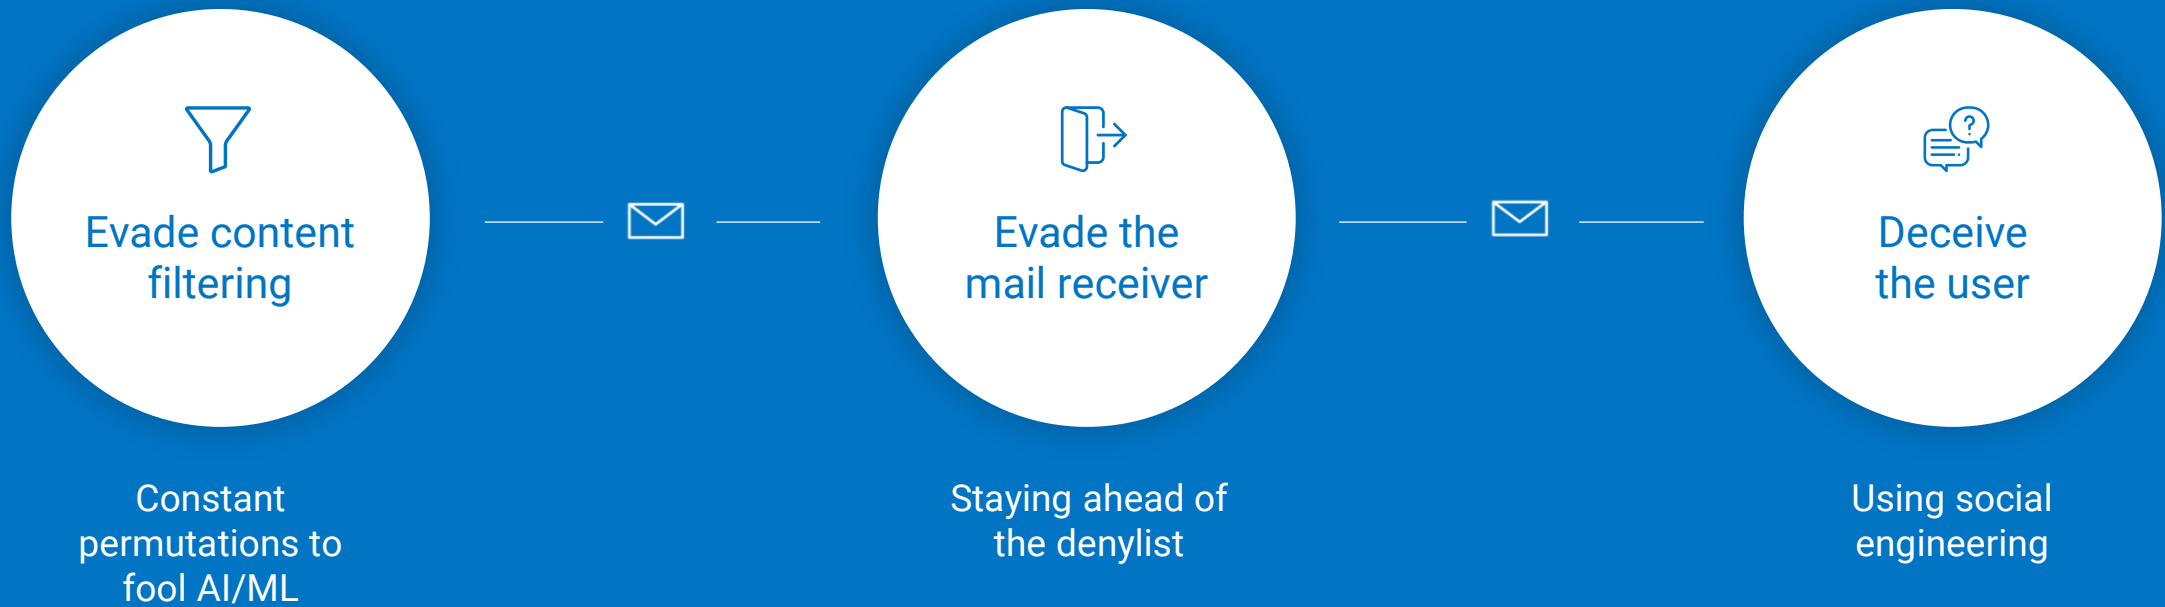 Evade content
filtering
Constant
permutations to
fool AI/ML
Evade the
mail receiver
Staying ahead of
the denylist
?
Deceive
the user
Using social
engineering